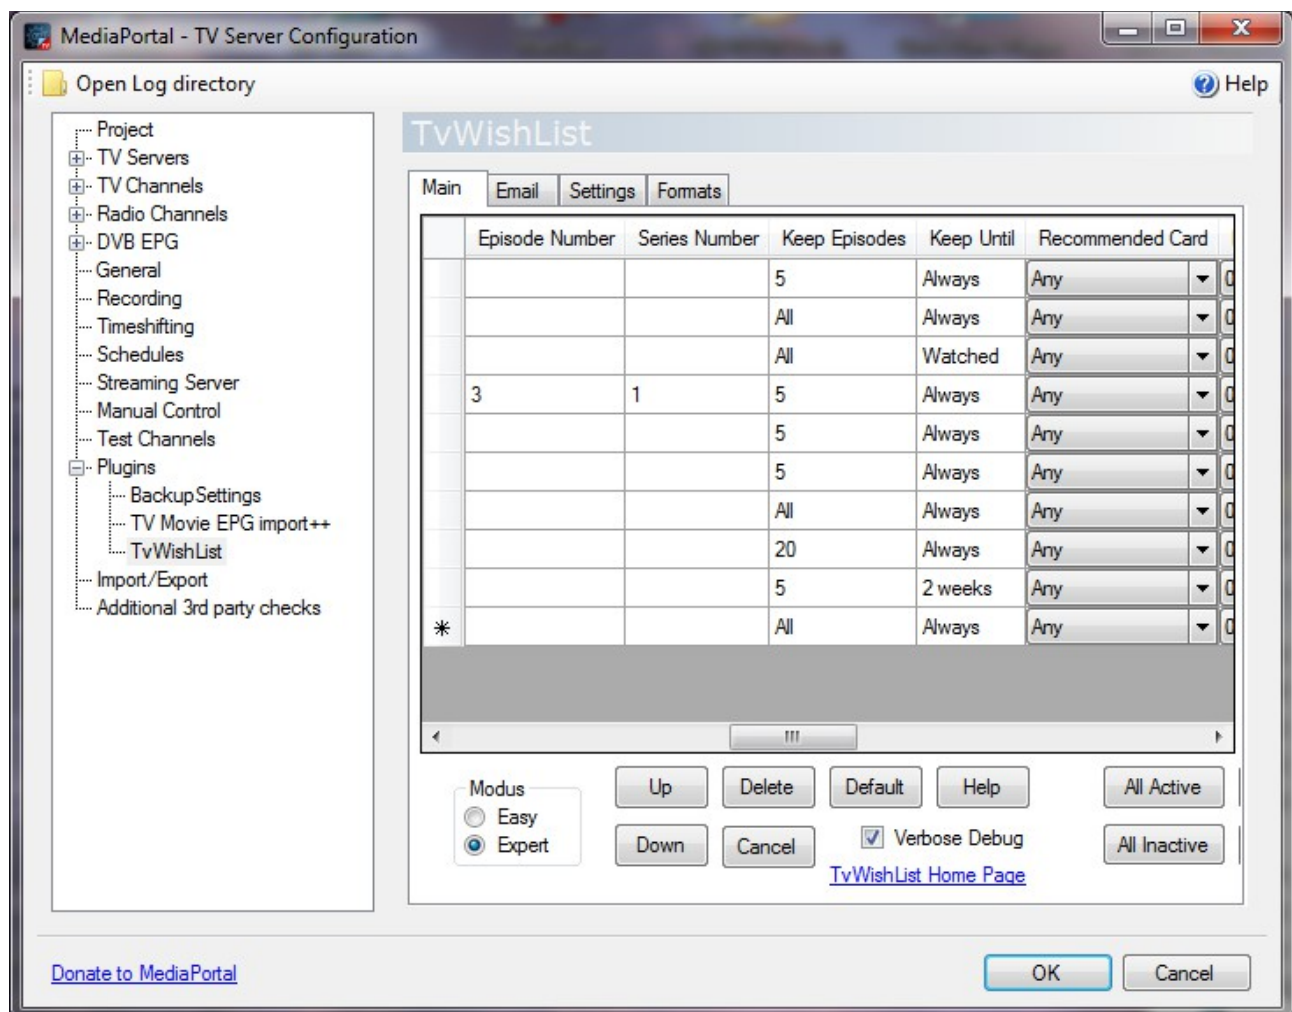 MediaPortal - TV Server Configuration
Open Log directory
Help
Project
TV Servers
TV Channels
Radio Channels
DVB EPG
General
Recording
Timeshifting
Schedules
Streaming Server
Manual Control
Test Channels
Plugins
BackupSettings
TV Movie EPG import++
TvWishList
Import/Export
Additional 3rd party checks
TvWishList
Main Email Settings Formats
Episode Number Series Number Keep Episodes Keep Until Recommended Card
5 Always Any
All Always Any
All Watched Any
3 1 5 Always Any
5 Always Any
5 Always Any
All Always Any
20 Always Any
5 2 weeks Any
* All Always Any
Modus
Easy
Expert
Up Delete Default Help All Active
Down Cancel Verbose Debug All Inactive
TvWishList Home Page
Donate to MediaPortal
OK Cancel